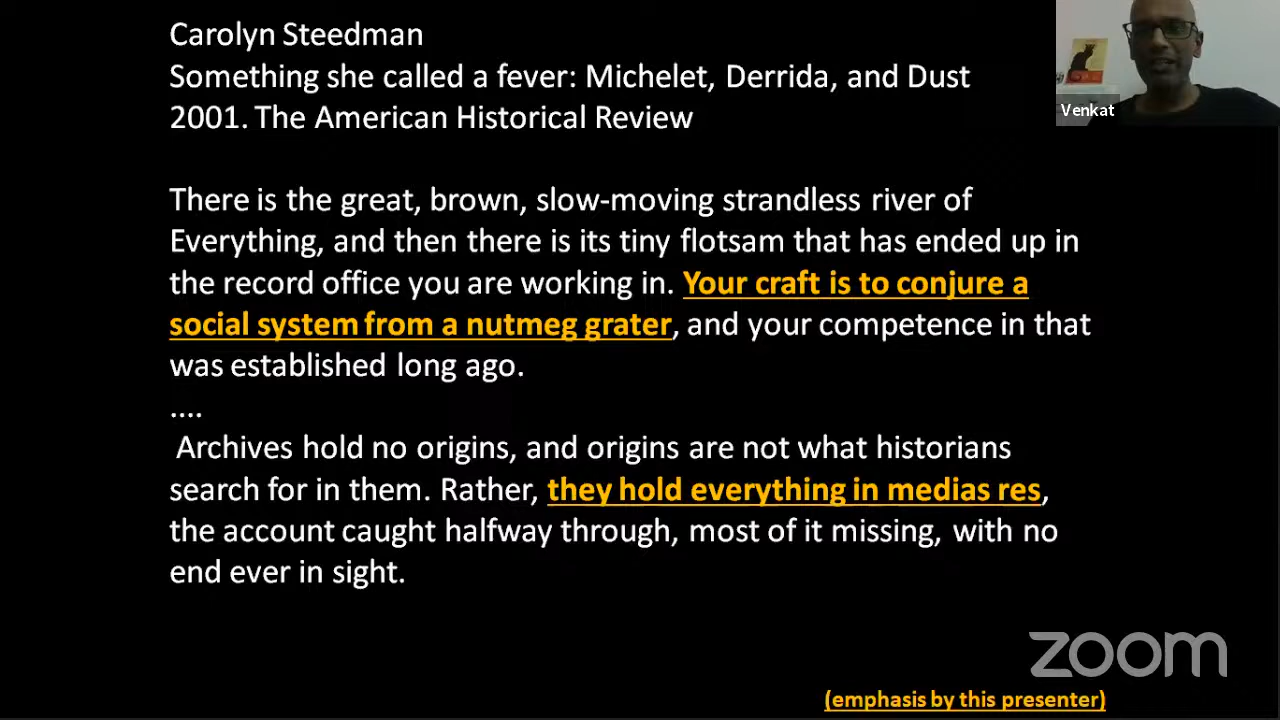 Carolyn Steedman
Something she called a fever: Michelet, Derrida, and Dust
2001. The American Historical Review
Venkat
There is the great, brown, slow-moving strandless river of
Everything, and then there is its tiny flotsam that has ended up in
the record office you are working in. Your craft is to conjure a
social system from a nutmeg grater, and your competence in that
was established long ago.
....
Archives hold no origins, and origins are not what historians
search for in them. Rather, they hold everything in medias res,
the account caught halfway through, most of it missing, with no
end ever in sight.
zoom
(emphasis by this presenter)